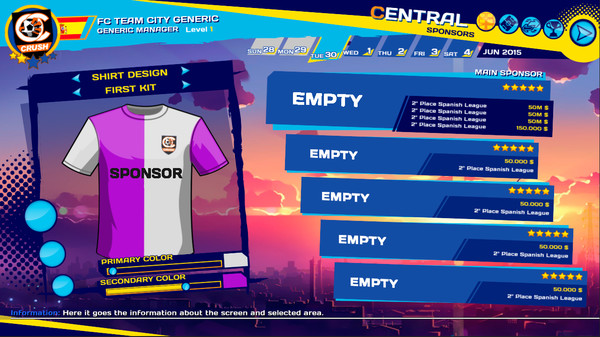 FC TEAM CITY GENERIC
GENERIC MANAGER Level 1
CRUSH
CENTRAL
SPONSORS
SUN 28 MON 29 TUE 30 WED 1 THU 2 FRI 3 SAT 4 JUN 2015
SHIRT DESIGN
FIRST KIT
SPONSOR
PRIMARY COLOR
SECONDARY COLOR
MAIN SPONSOR
EMPTY
2° Place Spanish League 50M $
2° Place Spanish League 50M $
2° Place Spanish League 50M $
2° Place Spanish League 150.000 $
EMPTY
50.000 $
2° Place Spanish League
EMPTY
50.000 $
2° Place Spanish League
EMPTY
50.000 $
2° Place Spanish League
EMPTY
50.000 $
2° Place Spanish League
Information: Here it goes the information about the screen and selected area.